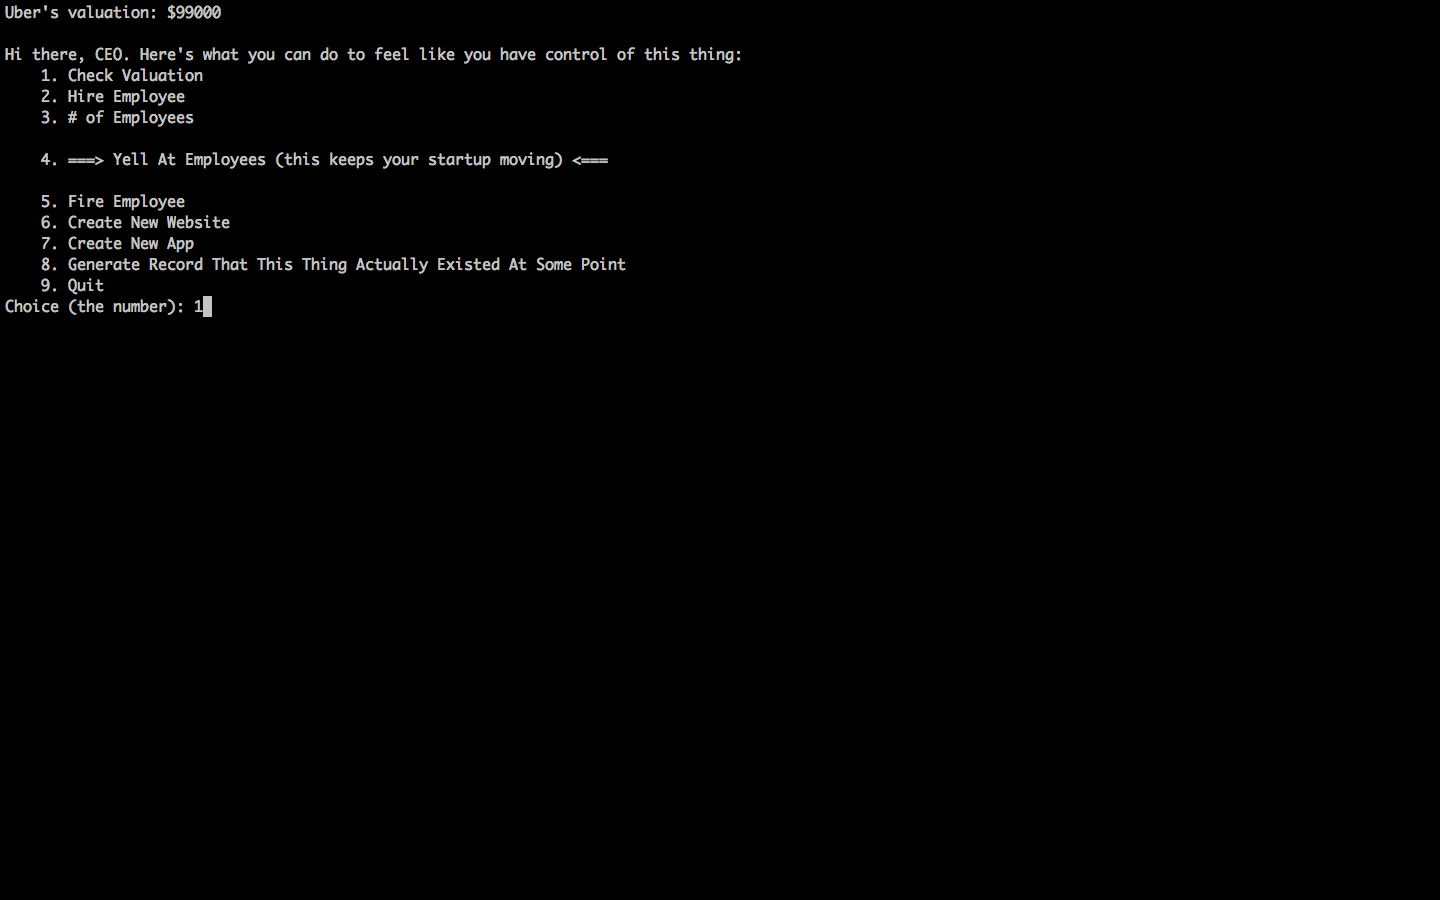 Uber's valuation: $99000
Hi there, CEO. Here's what you can do to feel like you have control of this thing:
1. Check Valuation
2. Hire Employee
3. # of Employees
4. ===> Yell At Employees (this keeps your startup moving) <===
5. Fire Employee
6. Create New Website
7. Create New App
8. Generate Record That This Thing Actually Existed At Some Point
9. Quit
Choice (the number): 1